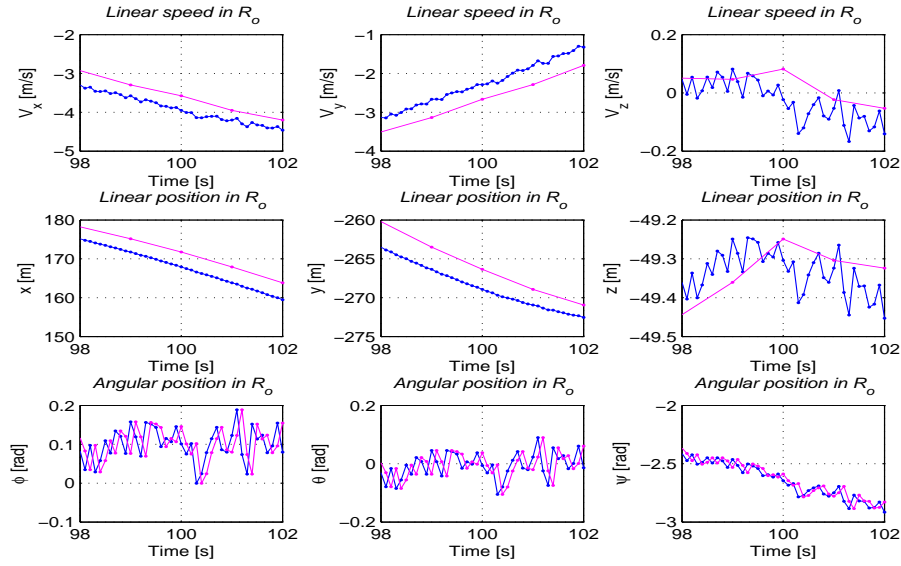 Linear speed in R_o
Linear speed in R_o
Linear speed in R_o
V_x [m/s]
−2
−3
−4
−5
98
100
102
Time [s]
V_y [m/s]
−1
−2
−3
−4
98
100
102
Time [s]
V_z [m/s]
0.2
0
−0.2
98
100
102
Time [s]
Linear position in R_o
Linear position in R_o
Linear position in R_o
x [m]
180
170
160
150
98
100
102
Time [s]
y [m]
−260
−265
−270
−275
98
100
102
Time [s]
z [m]
−49.2
−49.3
−49.4
−49.5
98
100
102
Time [s]
Angular position in R_o
Angular position in R_o
Angular position in R_o
ϕ [rad]
0.2
0.1
0
−0.1
98
100
102
Time [s]
θ [rad]
0.2
0
−0.2
98
100
102
Time [s]
ψ [rad]
−2
−2.5
−3
98
100
102
Time [s]